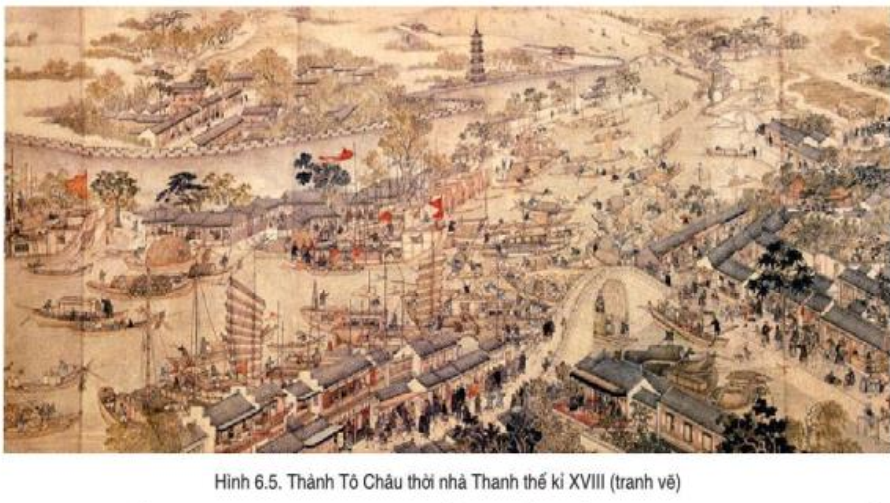 Hình 6.5. Thành Tô Châu thời nhà Thanh thế kỉ XVIII (tranh vẽ)